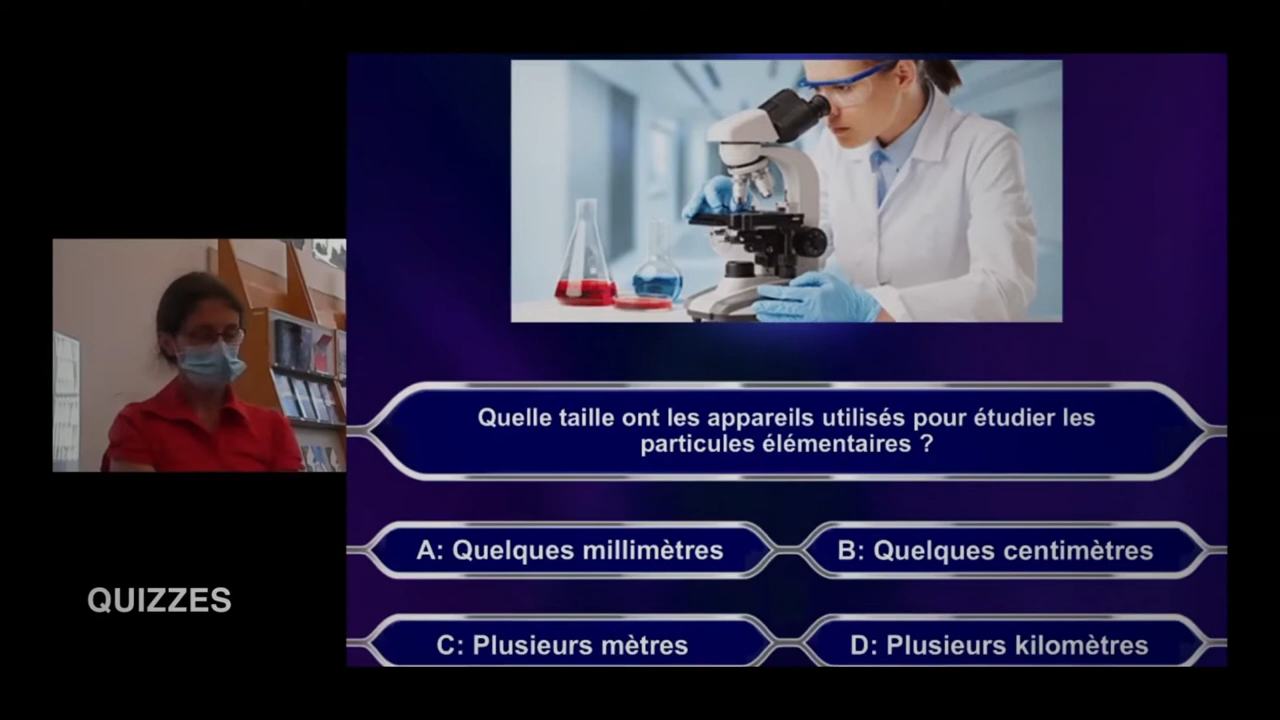 Quelle taille ont les appareils utilisés pour étudier les
particules élémentaires ?
A: Quelques millimètres
B: Quelques centimètres
C: Plusieurs mètres
D: Plusieurs kilomètres
QUIZZES